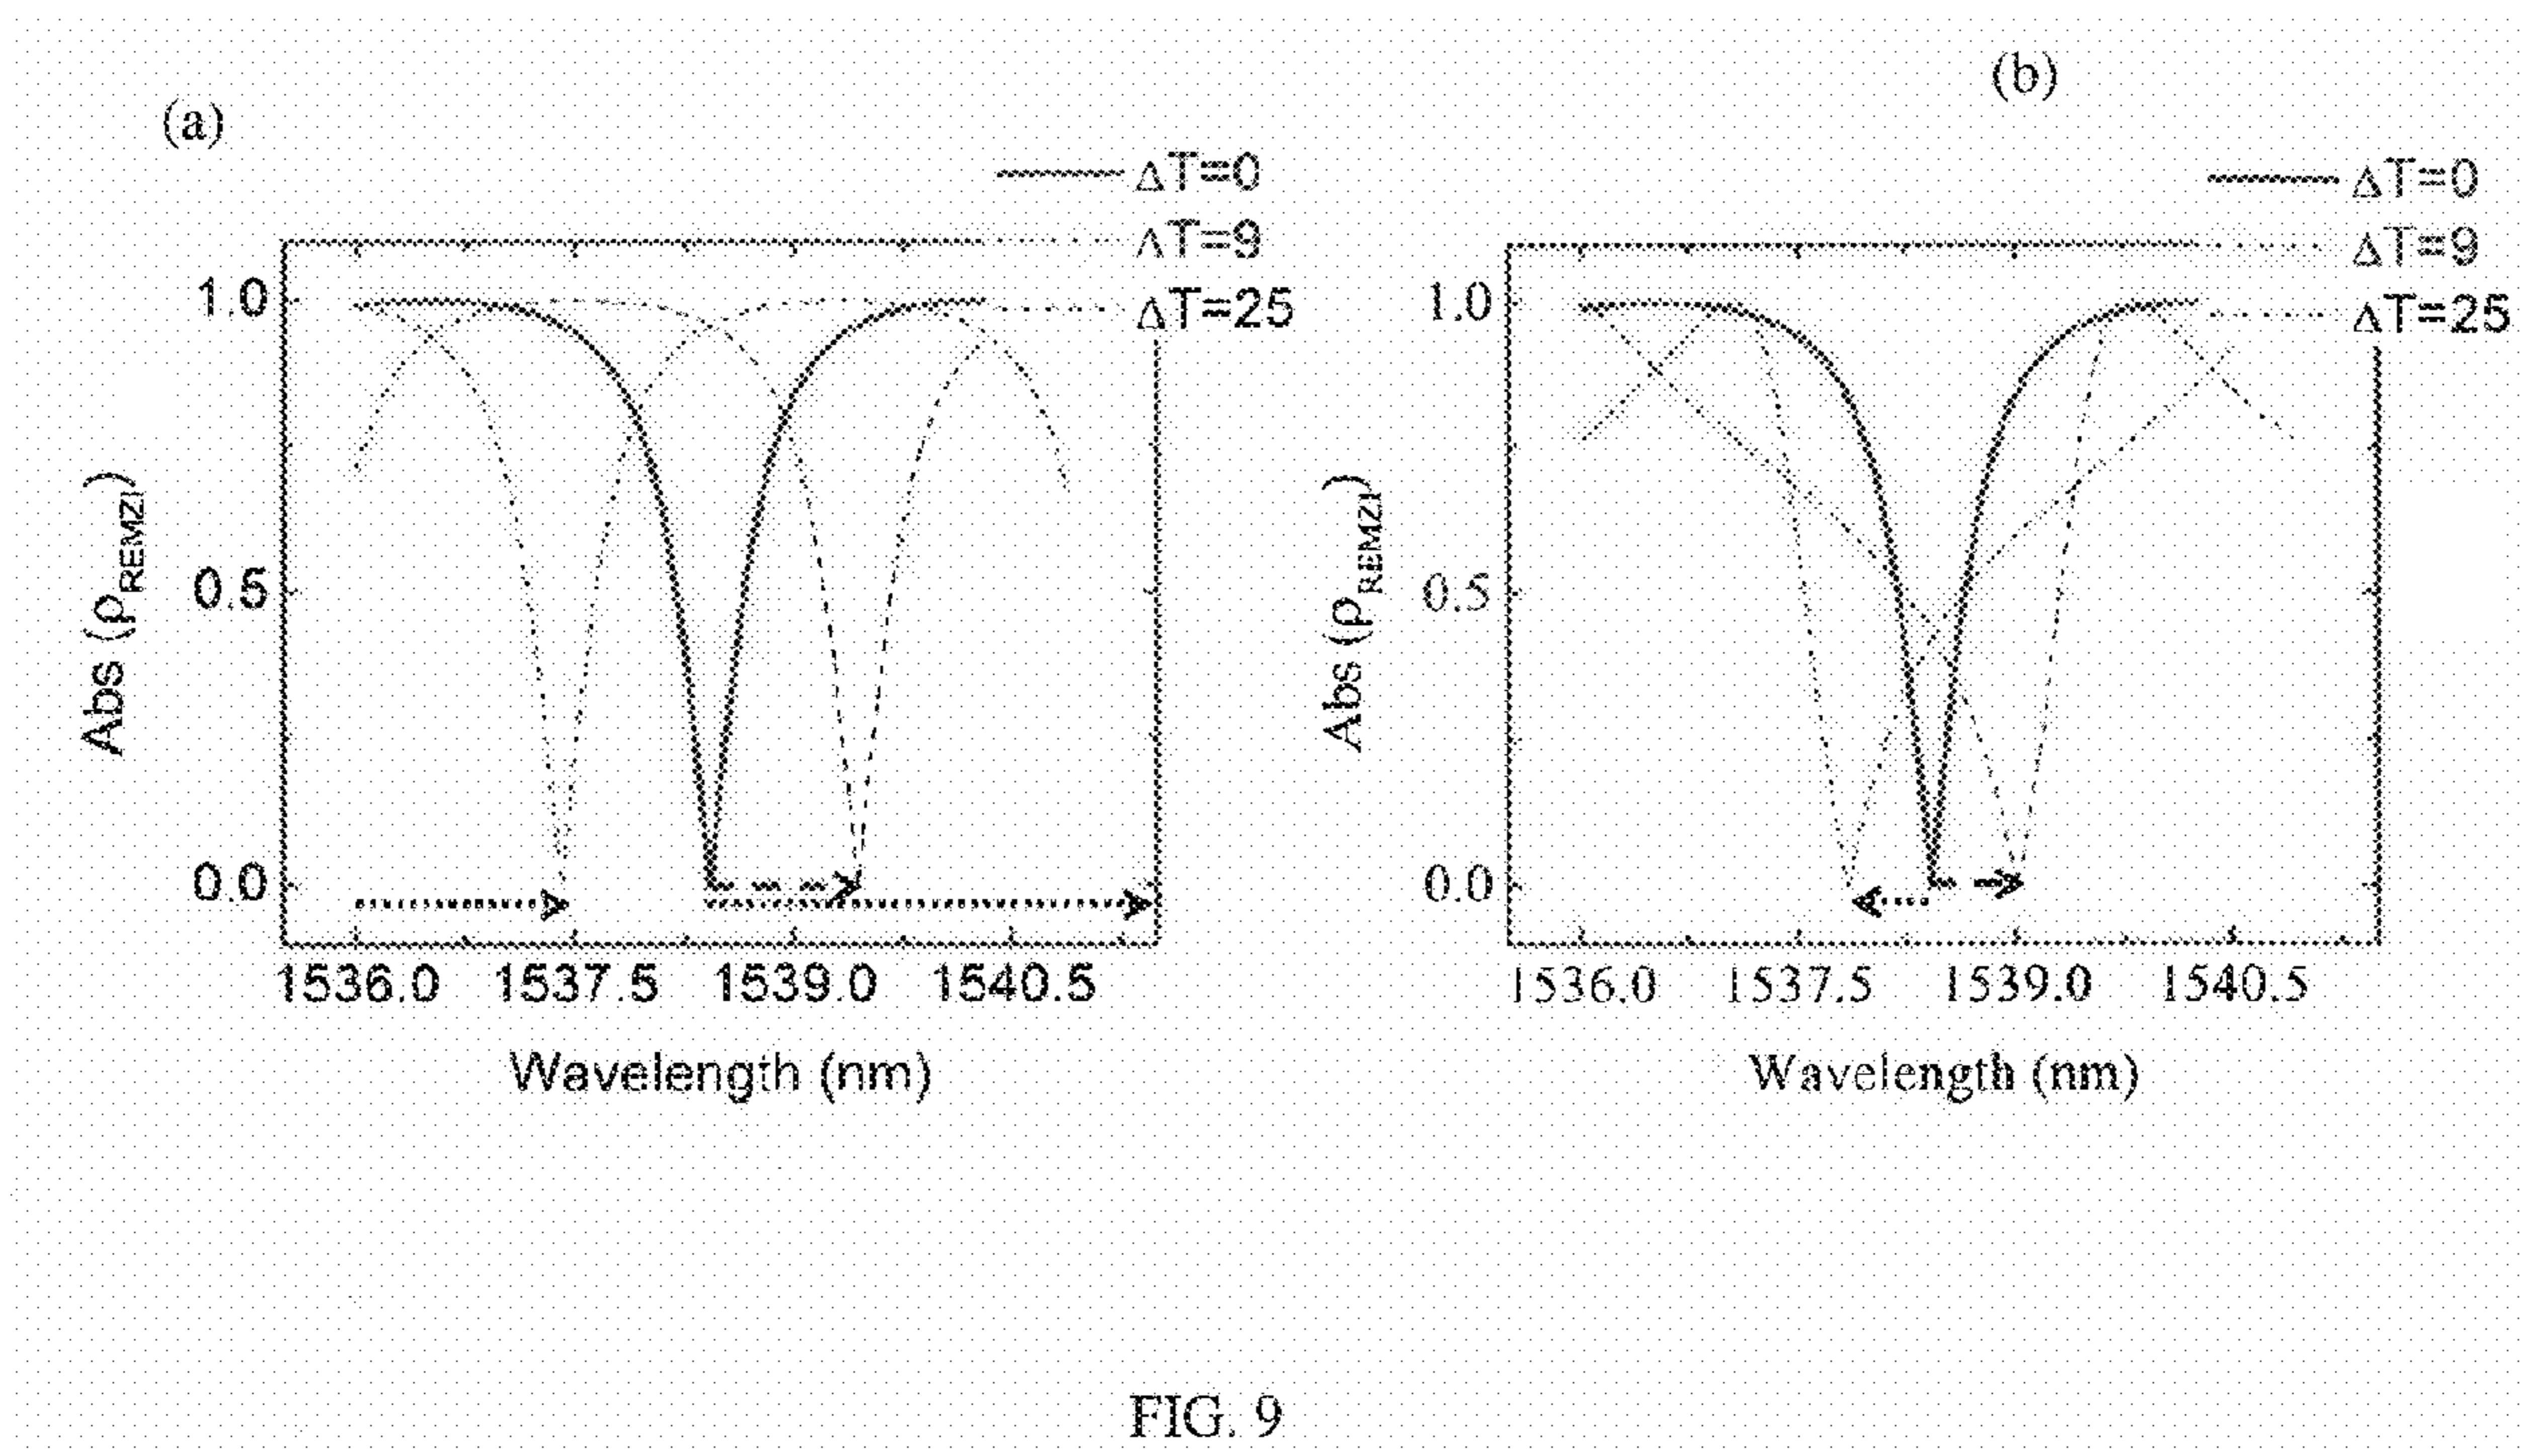 (a)
ΔT=0
ΔT=9
ΔT=25
1.0
0.5
0.0
Abs (ρREMZI)
1536.0 1537.5 1539.0 1540.5
Wavelength (nm)
(b)
ΔT=0
ΔT=9
ΔT=25
1.0
0.5
0.0
Abs (ρREMZI)
1536.0 1537.5 1539.0 1540.5
Wavelength (nm)
FIG. 9